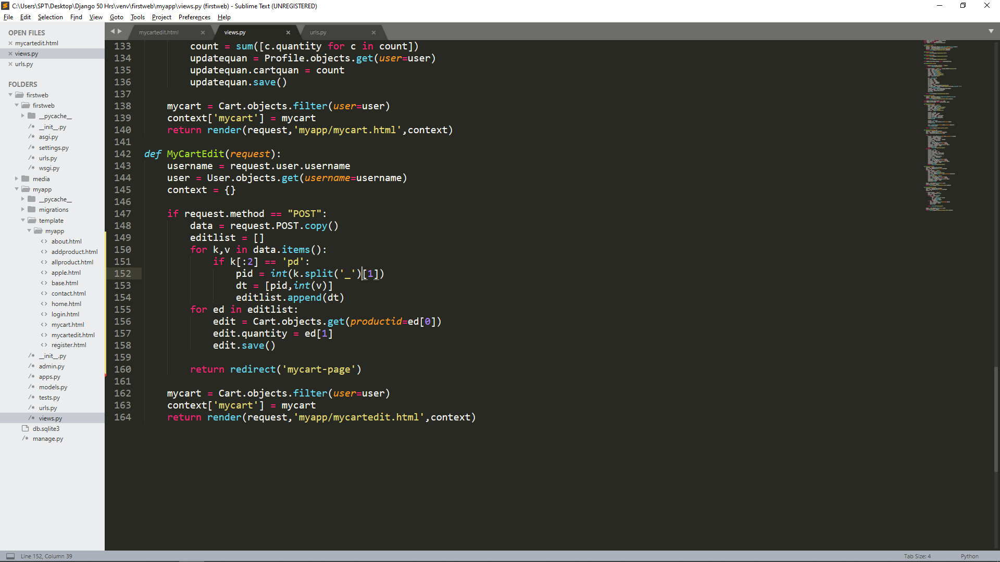 C:\Users\SPT\Desktop\Django 50 Hrs\venv\firstweb\myapp\views.py (firstweb) - Sublime Text (UNREGISTERED)
File Edit Selection Find View Goto Tools Project Preferences Help
OPEN FILES
mycartedit.html
views.py
urls.py
FOLDERS
firstweb
firstweb
__pycache__
/* __init__.py
/* asgi.py
/* settings.py
/* urls.py
/* wsgi.py
media
myapp
__pycache__
migrations
template
myapp
<> about.html
<> addproduct.html
<> allproduct.html
<> apple.html
<> base.html
<> contact.html
<> home.html
<> login.html
<> mycart.html
<> mycartedit.html
<> register.html
/* __init__.py
/* admin.py
/* apps.py
/* models.py
/* tests.py
/* urls.py
/* views.py
db.sqlite3
/* manage.py
mycartedit.html views.py urls.py
133 count = sum([c.quantity for c in count])
134 updatequan = Profile.objects.get(user=user)
135 updatequan.cartquan = count
136 updatequan.save()
137
138 mycart = Cart.objects.filter(user=user)
139 context['mycart'] = mycart
140 return render(request,'myapp/mycart.html',context)
141
142 def MyCartEdit(request):
143 username = request.user.username
144 user = User.objects.get(username=username)
145 context = {}
146
147 if request.method == "POST":
148 data = request.POST.copy()
149 editlist = []
150 for k,v in data.items():
151 if k[:2] == 'pd':
152 pid = int(k.split('_')[1])
153 dt = [pid,int(v)]
154 editlist.append(dt)
155 for ed in editlist:
156 edit = Cart.objects.get(productid=ed[0])
157 edit.quantity = ed[1]
158 edit.save()
159
160 return redirect('mycart-page')
161
162 mycart = Cart.objects.filter(user=user)
163 context['mycart'] = mycart
164 return render(request,'myapp/mycartedit.html',context)
Line 152, Column 39 Tab Size: 4 Python